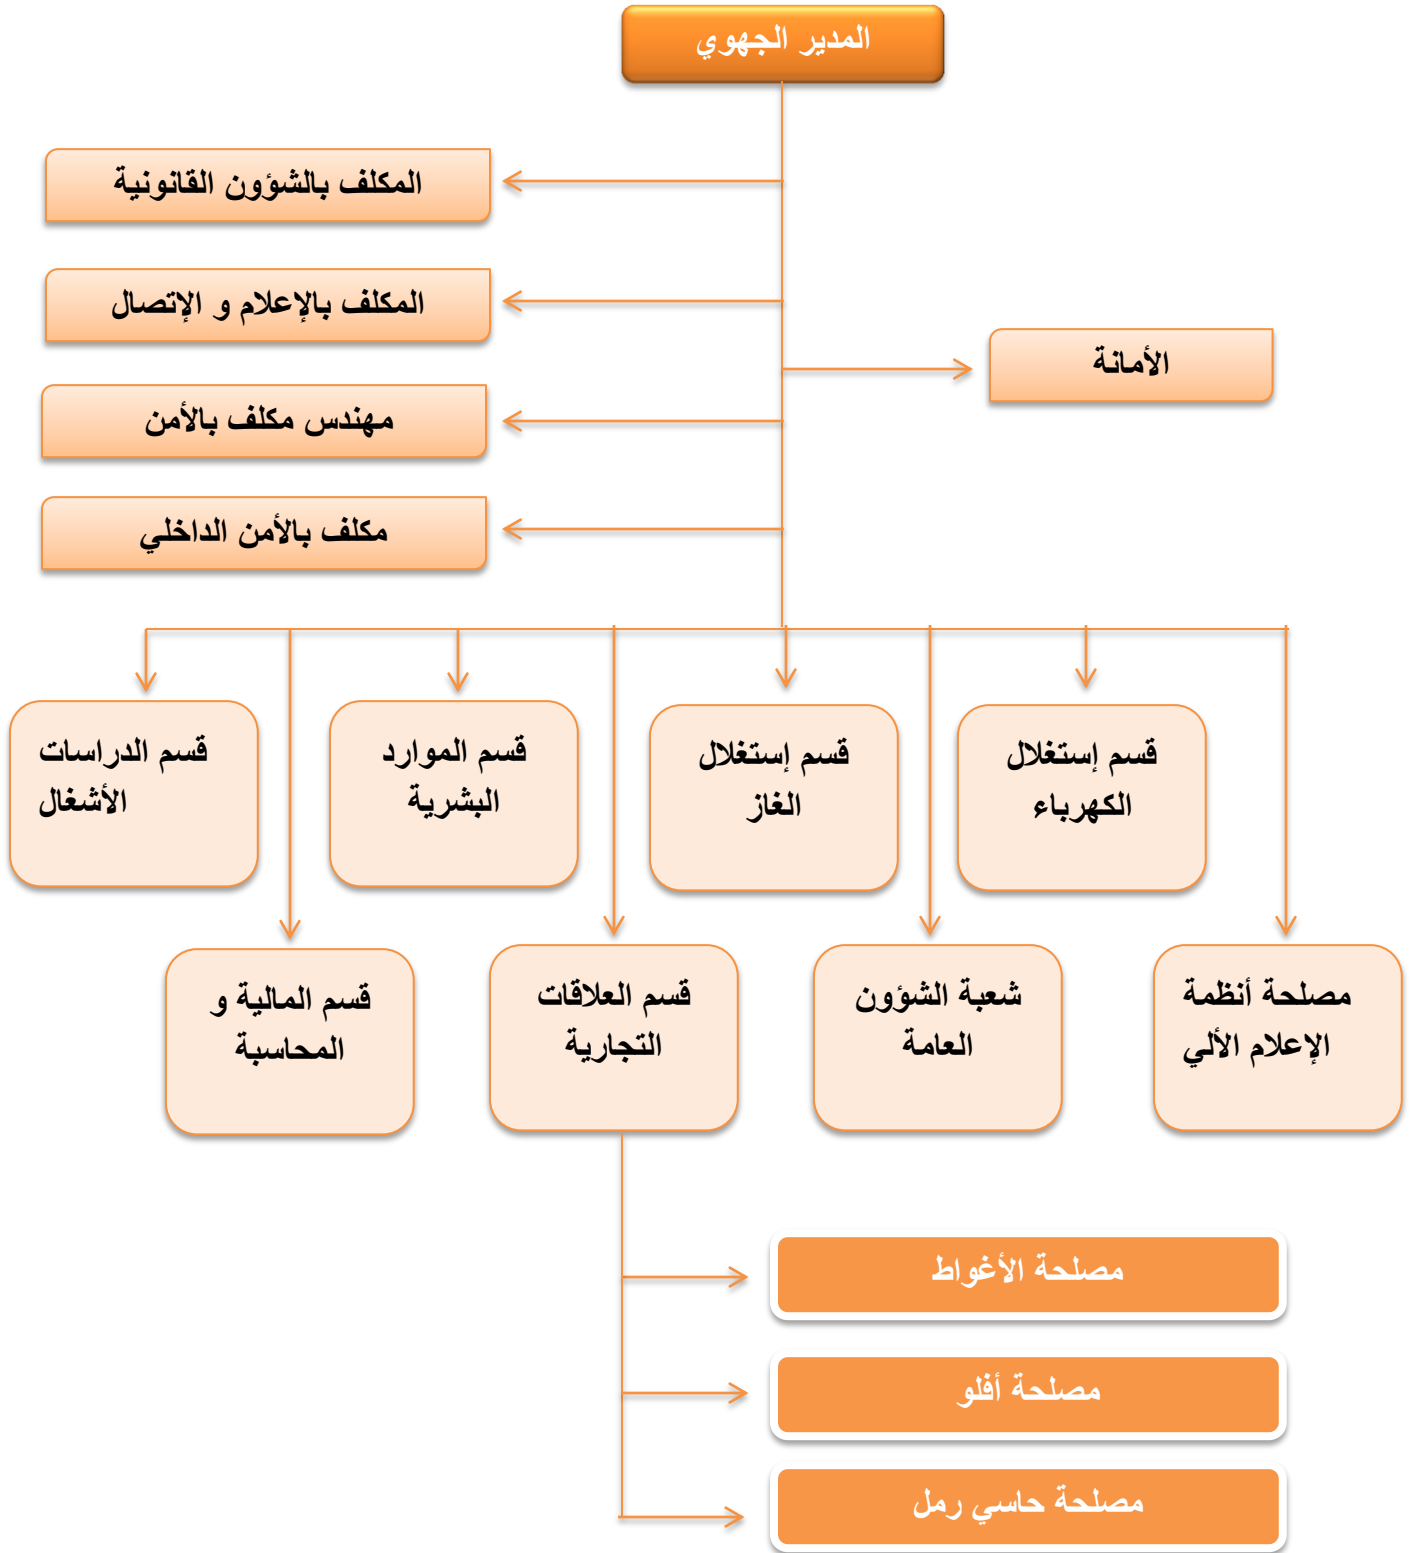 المدير الجهوي
المكلف بالشؤون القانونية
المكلف بالإعلام و الإتصال
الأمانة
مهندس مكلف بالأمن
مكلف بالأمن الداخلي
قسم إستغلال
الكهرباء
قسم إستغلال
الغاز
قسم الموارد
البشرية
قسم الدراسات
الأشغال
مصلحة أنظمة
الإعلام الألي
شعبة الشؤون
العامة
قسم العلاقات
التجارية
قسم المالية و
المحاسبة
مصلحة الأغواط
مصلحة أفلو
مصلحة حاسي رمل